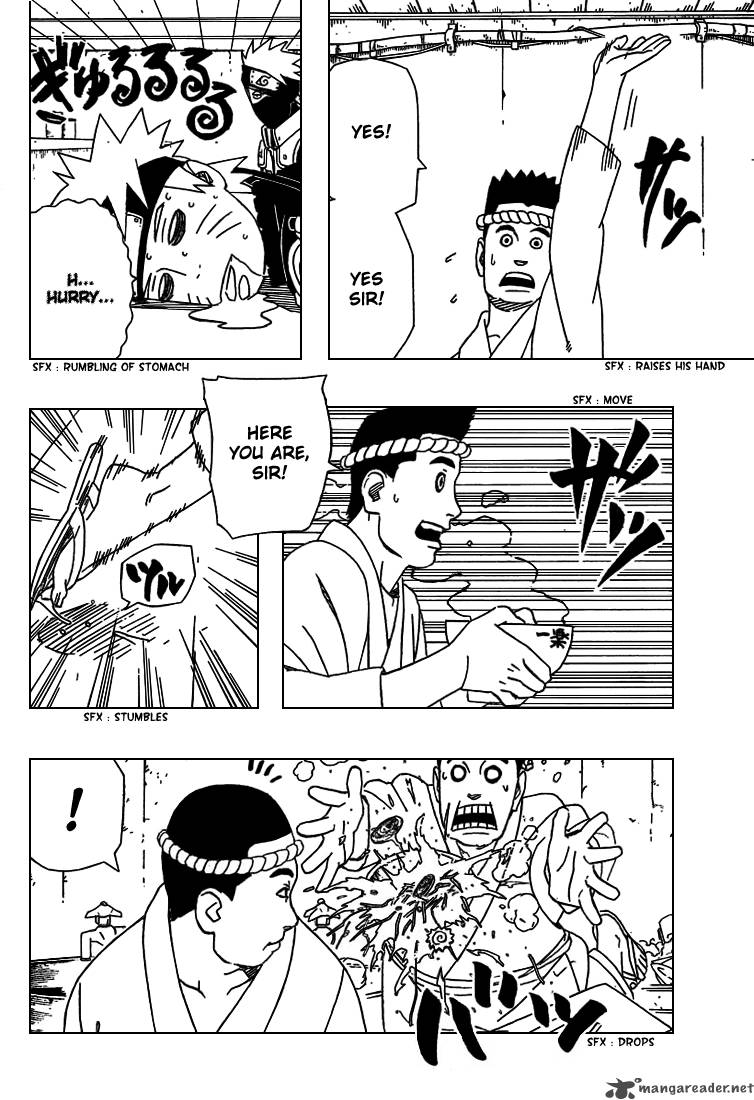 ザッ
YES!
YES
SIR!
ぎゅるるるる
H...
HURRY...
SFX : RAISES HIS HAND
SFX : RUMBLING OF STOMACH
SFX : MOVE
ザッ
HERE
YOU ARE,
SIR!
一楽
ツル
SFX : STUMBLES
!
バッ
SFX : DROPS
mangareader.net